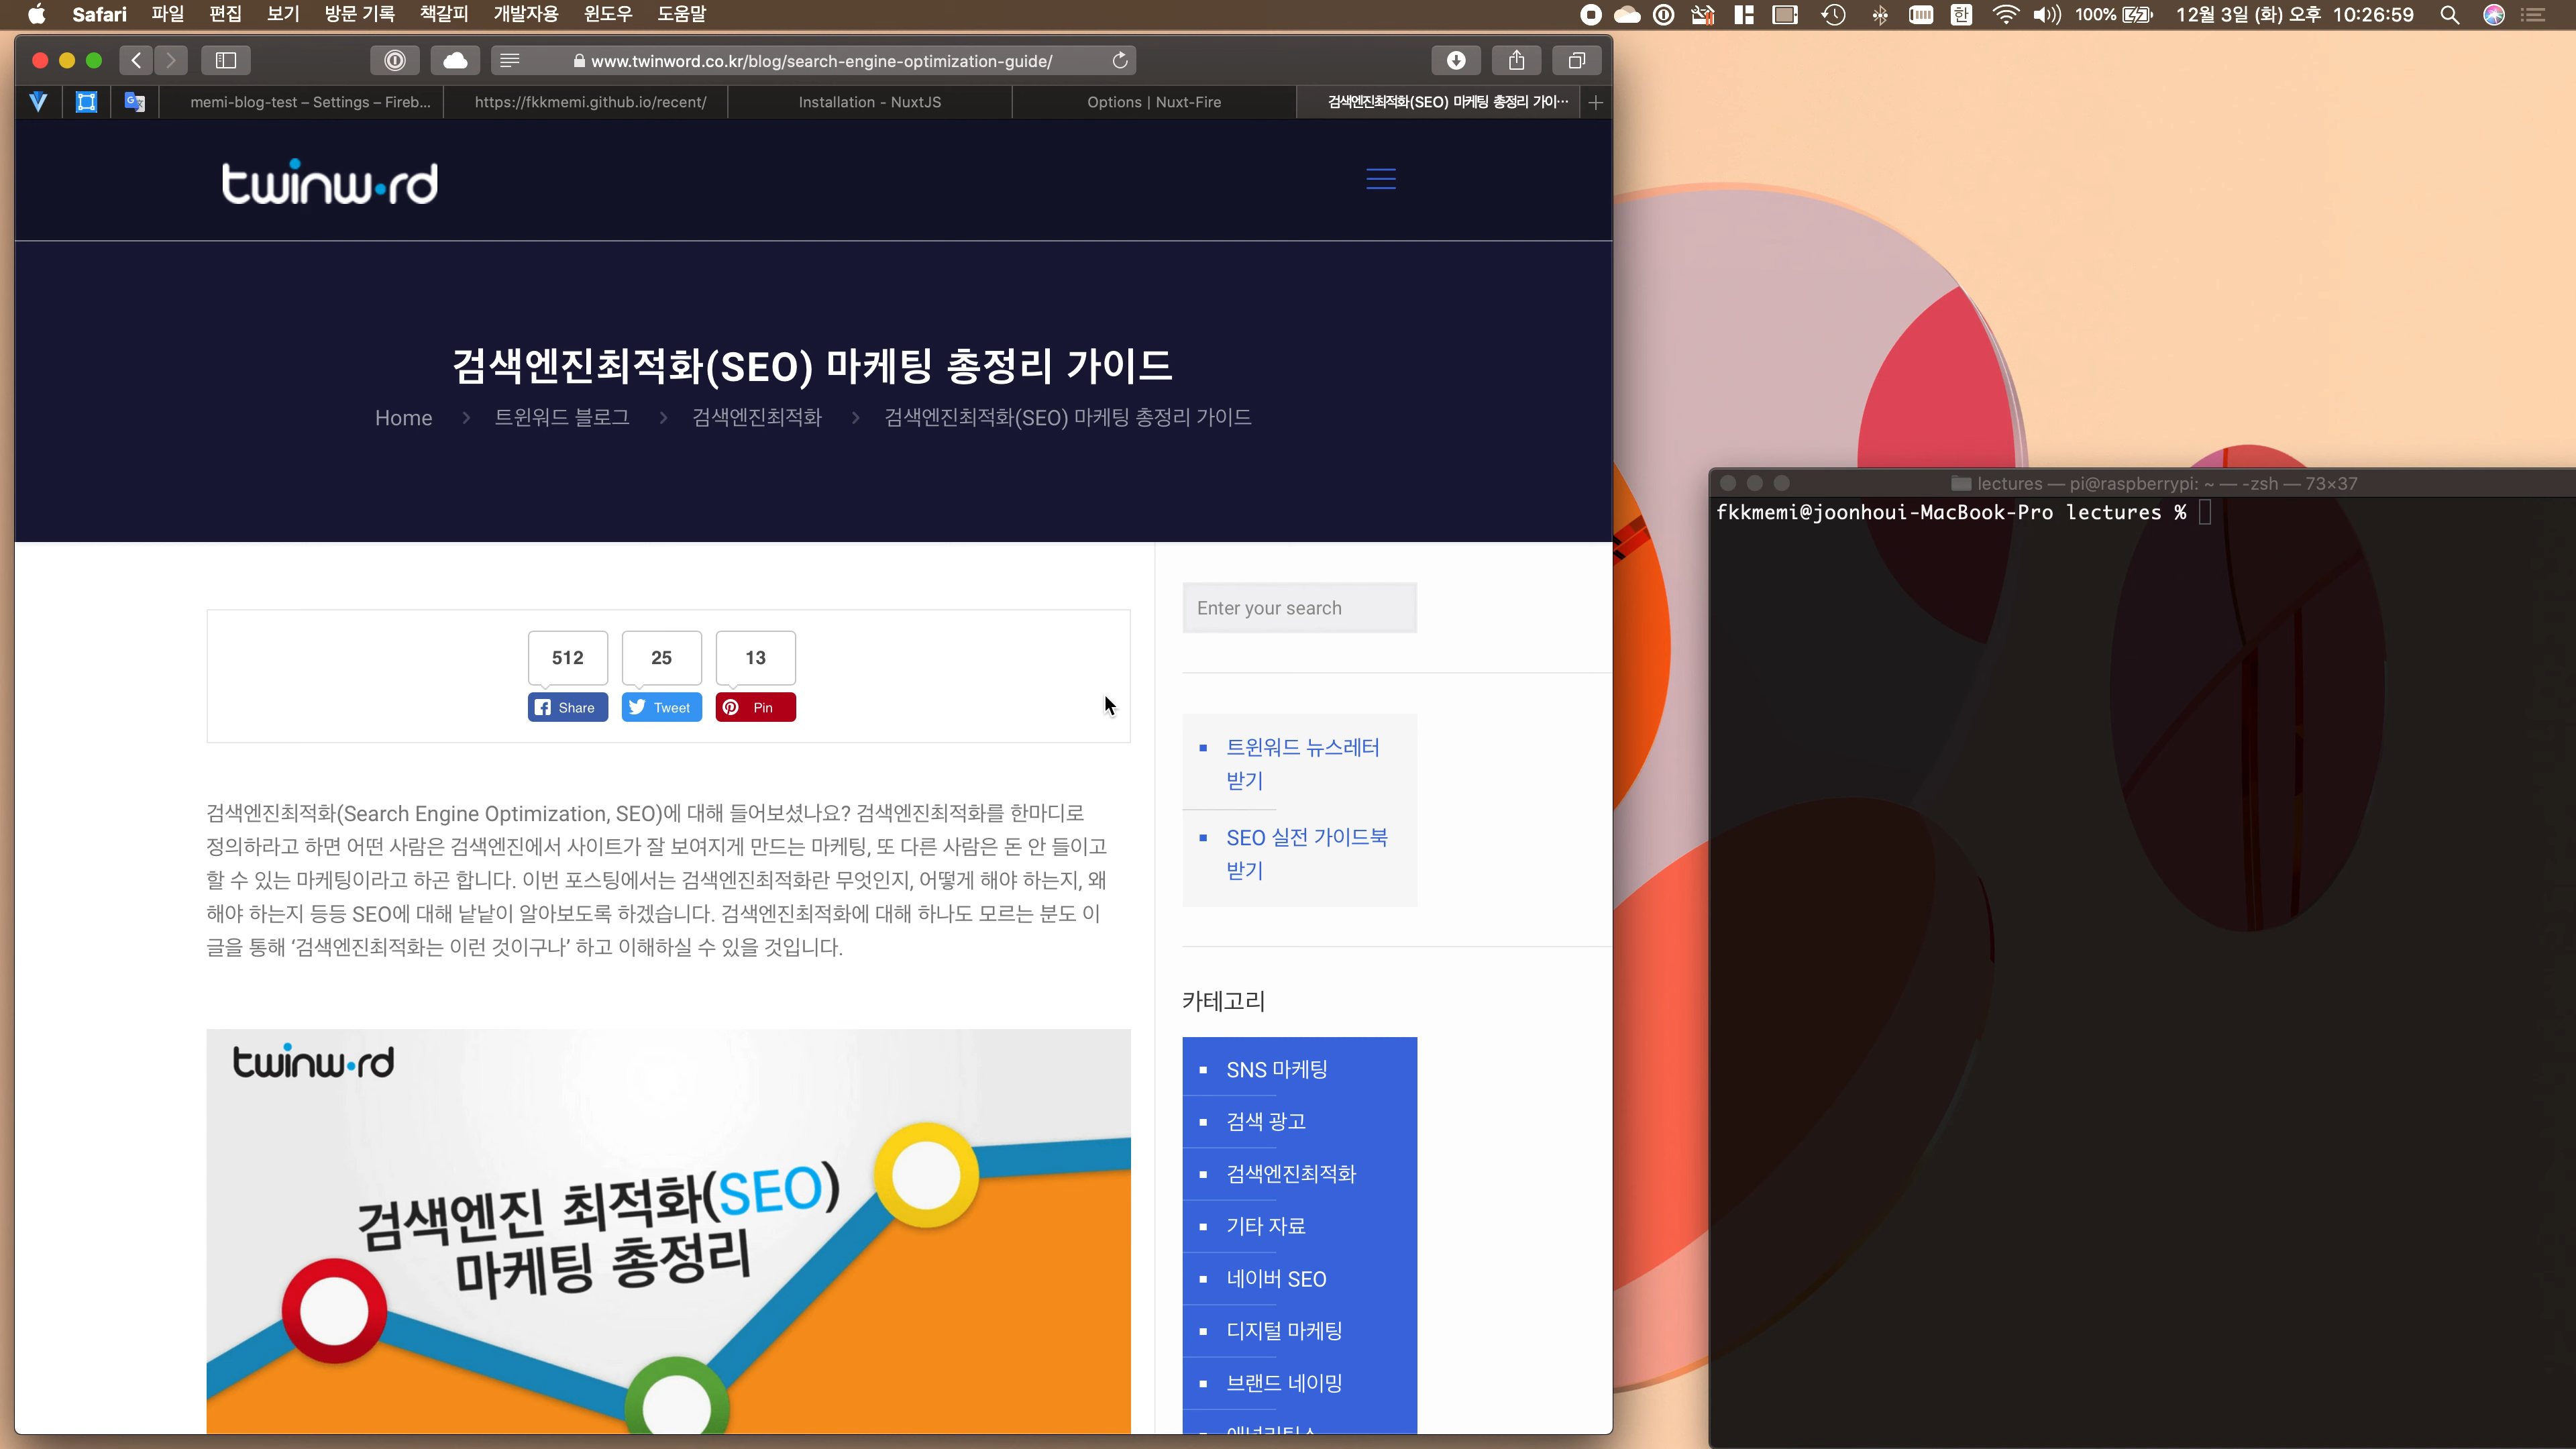 Safari 파일 편집 보기 방문 기록 책갈피 개발자용 윈도우 도움말
한 100% 12월 3일 (화) 오후 10:26:59
www.twinword.co.kr/blog/search-engine-optimization-guide/
memi-blog-test – Settings – Fireb... https://fkkmemi.github.io/recent/ Installation - NuxtJS Options | Nuxt-Fire 검색엔진최적화(SEO) 마케팅 총정리 가이...
twinword
검색엔진최적화(SEO) 마케팅 총정리 가이드
Home > 트윈워드 블로그 > 검색엔진최적화 > 검색엔진최적화(SEO) 마케팅 총정리 가이드
512 25 13
Share Tweet Pin
검색엔진최적화(Search Engine Optimization, SEO)에 대해 들어보셨나요? 검색엔진최적화를 한마디로
정의하라고 하면 어떤 사람은 검색엔진에서 사이트가 잘 보여지게 만드는 마케팅, 또 다른 사람은 돈 안 들이고
할 수 있는 마케팅이라고 하곤 합니다. 이번 포스팅에서는 검색엔진최적화란 무엇인지, 어떻게 해야 하는지, 왜
해야 하는지 등등 SEO에 대해 낱낱이 알아보도록 하겠습니다. 검색엔진최적화에 대해 하나도 모르는 분도 이
글을 통해 ‘검색엔진최적화는 이런 것이구나’ 하고 이해하실 수 있을 것입니다.
twinword
검색엔진 최적화(SEO)
마케팅 총정리
Enter your search
트윈워드 뉴스레터
받기
SEO 실전 가이드북
받기
카테고리
SNS 마케팅
검색 광고
검색엔진최적화
기타 자료
네이버 SEO
디지털 마케팅
브랜드 네이밍
lectures — pi@raspberrypi: ~ — -zsh — 73×37
fkkmemi@joonhoui-MacBook-Pro lectures %